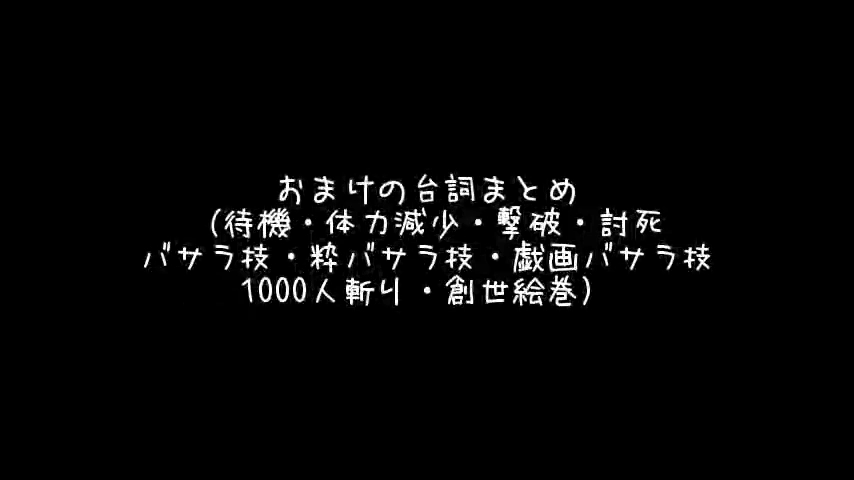 おまけの台詞まとめ
（待機・体力減少・撃破・討死
バサラ技・粋バサラ技・戯画バサラ技
1000人斬り・創世絵巻）